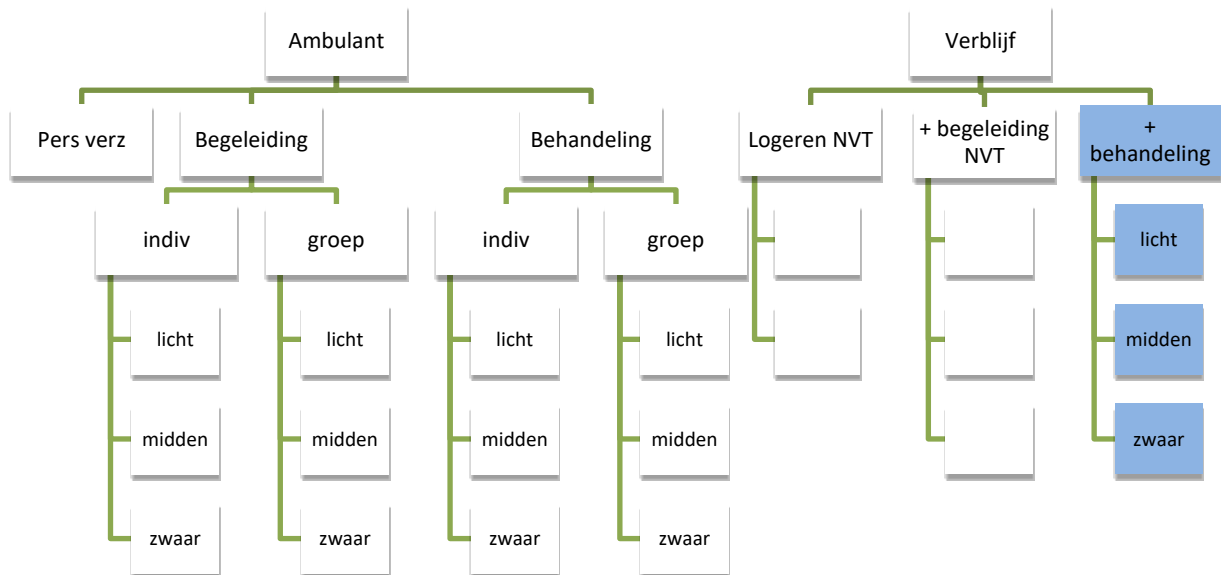 Ambulant
Verblijf
Pers verz
Begeleiding
Behandeling
Logeren NVT
+ begeleiding
NVT
+
behandeling
indiv
groep
indiv
groep
licht
licht
licht
licht
licht
midden
midden
midden
midden
midden
zwaar
zwaar
zwaar
zwaar
zwaar